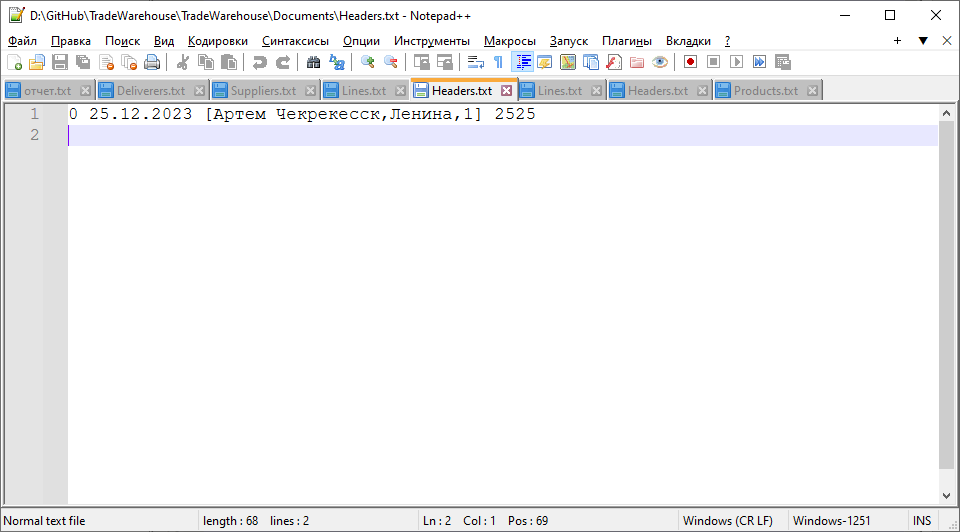 D:\GitHub\TradeWarehouse\TradeWarehouse\Documents\Headers.txt - Notepad++
Файл Правка Поиск Вид Кодировки Синтаксисы Опции Инструменты Макросы Запуск Плагины Вкладки ? + ▼ ✕
отчет.txt Deliverers.txt Suppliers.txt Lines.txt Headers.txt Lines.txt Headers.txt Products.txt
1 0 25.12.2023 [Артем Чекрекесск,Ленина,1] 2525
2
Normal text file length : 68 lines : 2 Ln : 2 Col : 1 Pos : 69 Windows (CR LF) Windows-1251 INS